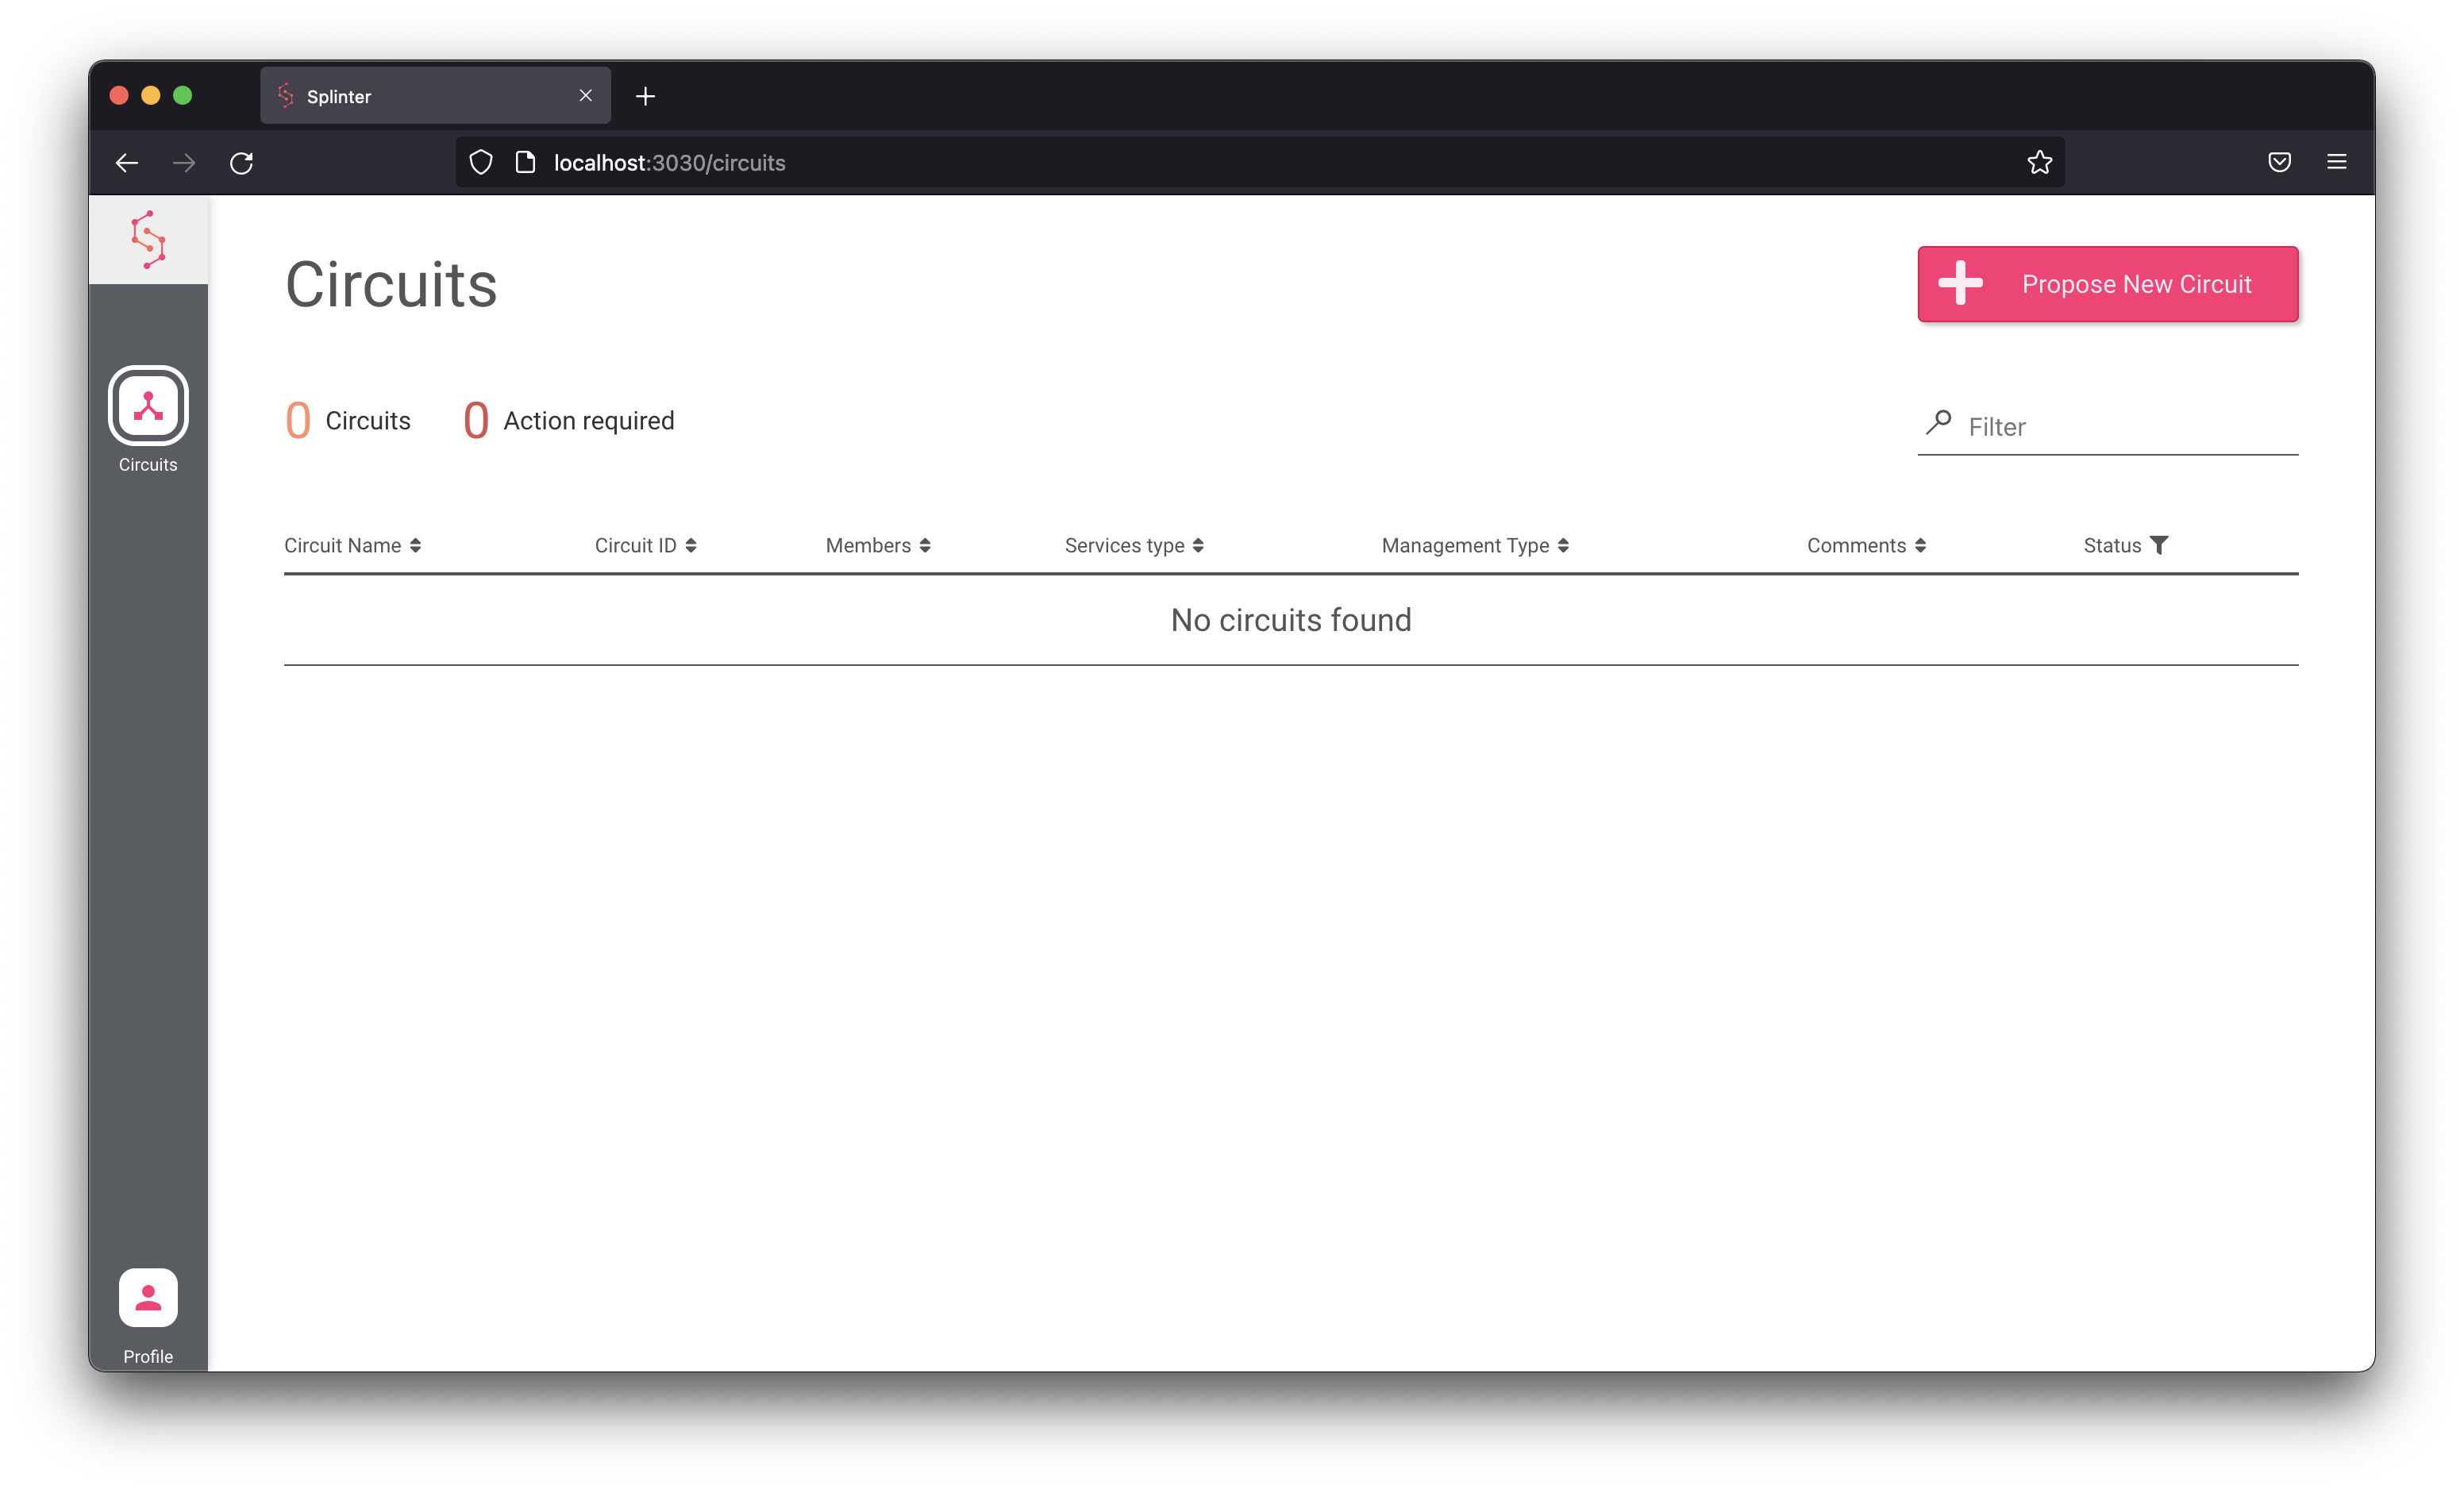 Splinter
localhost:3030/circuits
Circuits
Propose New Circuit
0 Circuits 0 Action required
Filter
Circuits
Circuit Name Circuit ID Members Services type Management Type Comments Status
No circuits found
Profile